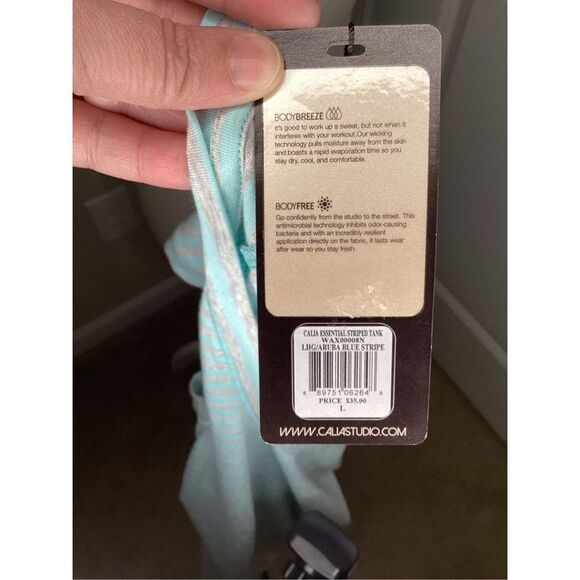 BODYBREEZE
It's good to work up a sweat, but not when it
interferes with your workout.Our wicking
technology pulls moisture away from the skin
and boasts a rapid evaporation time so you
stay dry, cool, and comfortable.
BODYFREE
Go confidently from the studio to the street. This
antimicrobial technology inhibits odor-causing
bacteria and with an incredibly resilient
application directly on the fabric, it lasts wear
after wear so you stay fresh.
CALIA ESSENTIAL STRIPED TANK
WAX00008N
LHG/ARUBA BLUE STRIPE
8 89751 06264 8
PRICE $35.00
L
WWW.CALIASTUDIO.COM